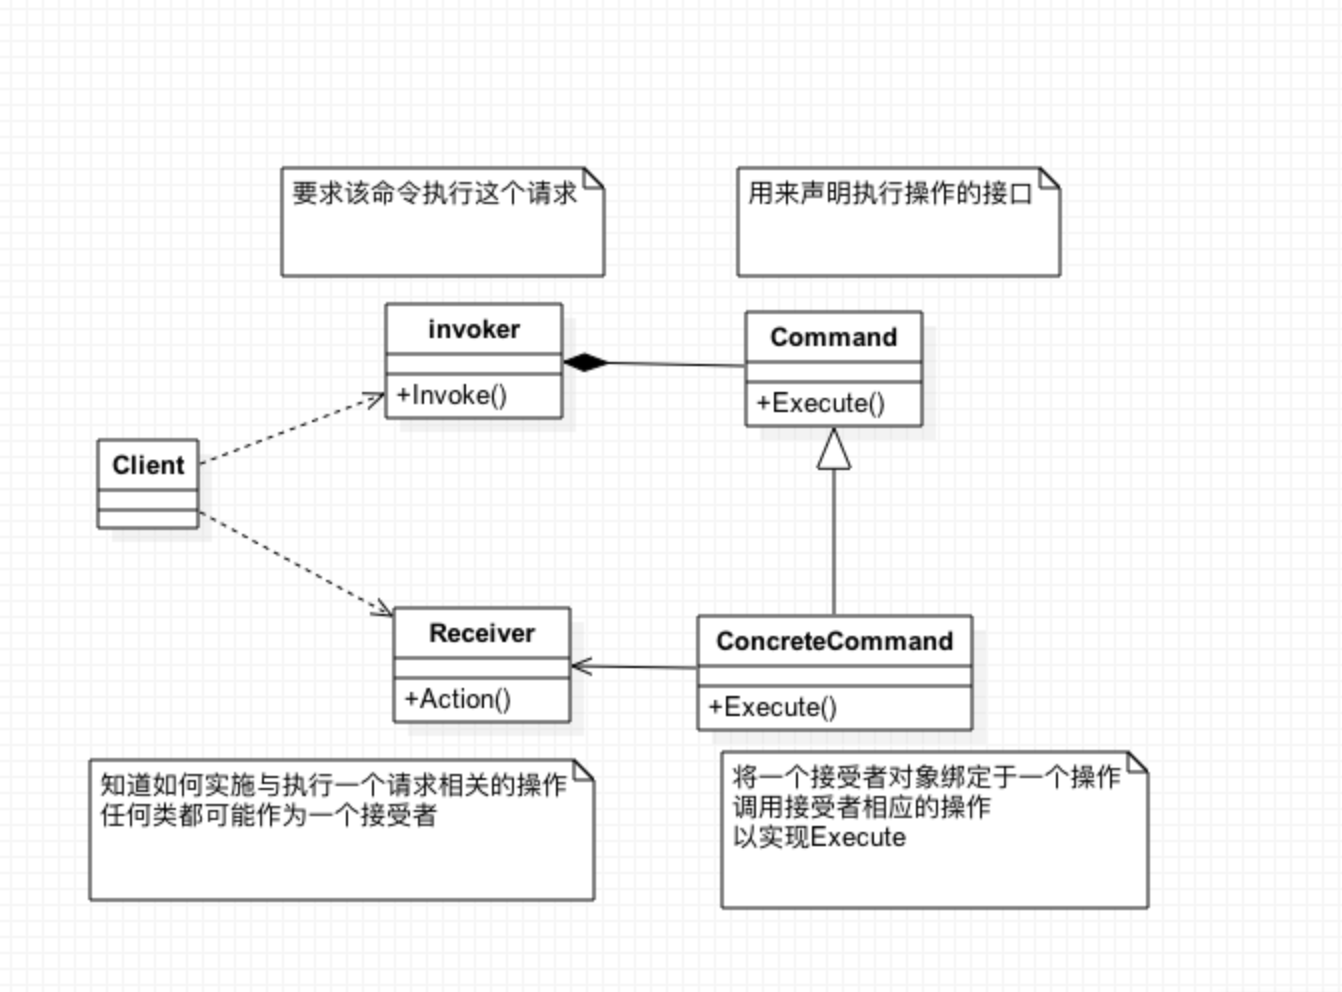 要求该命令执行这个请求
用来声明执行操作的接口
invoker
+Invoke()
Command
+Execute()
Client
Receiver
+Action()
ConcreteCommand
+Execute()
知道如何实施与执行一个请求相关的操作
任何类都可能作为一个接受者
将一个接受者对象绑定于一个操作
调用接受者相应的操作
以实现Execute